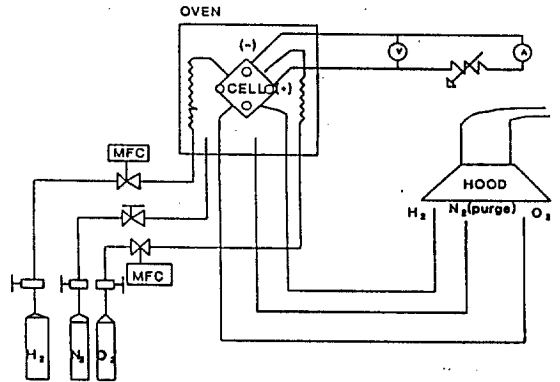 OVEN
(-)
V
A
CELL
(+)
MFC
HOOD
H₂
N₂(purge)
O₂
MFC
H₂
N₂
O₂